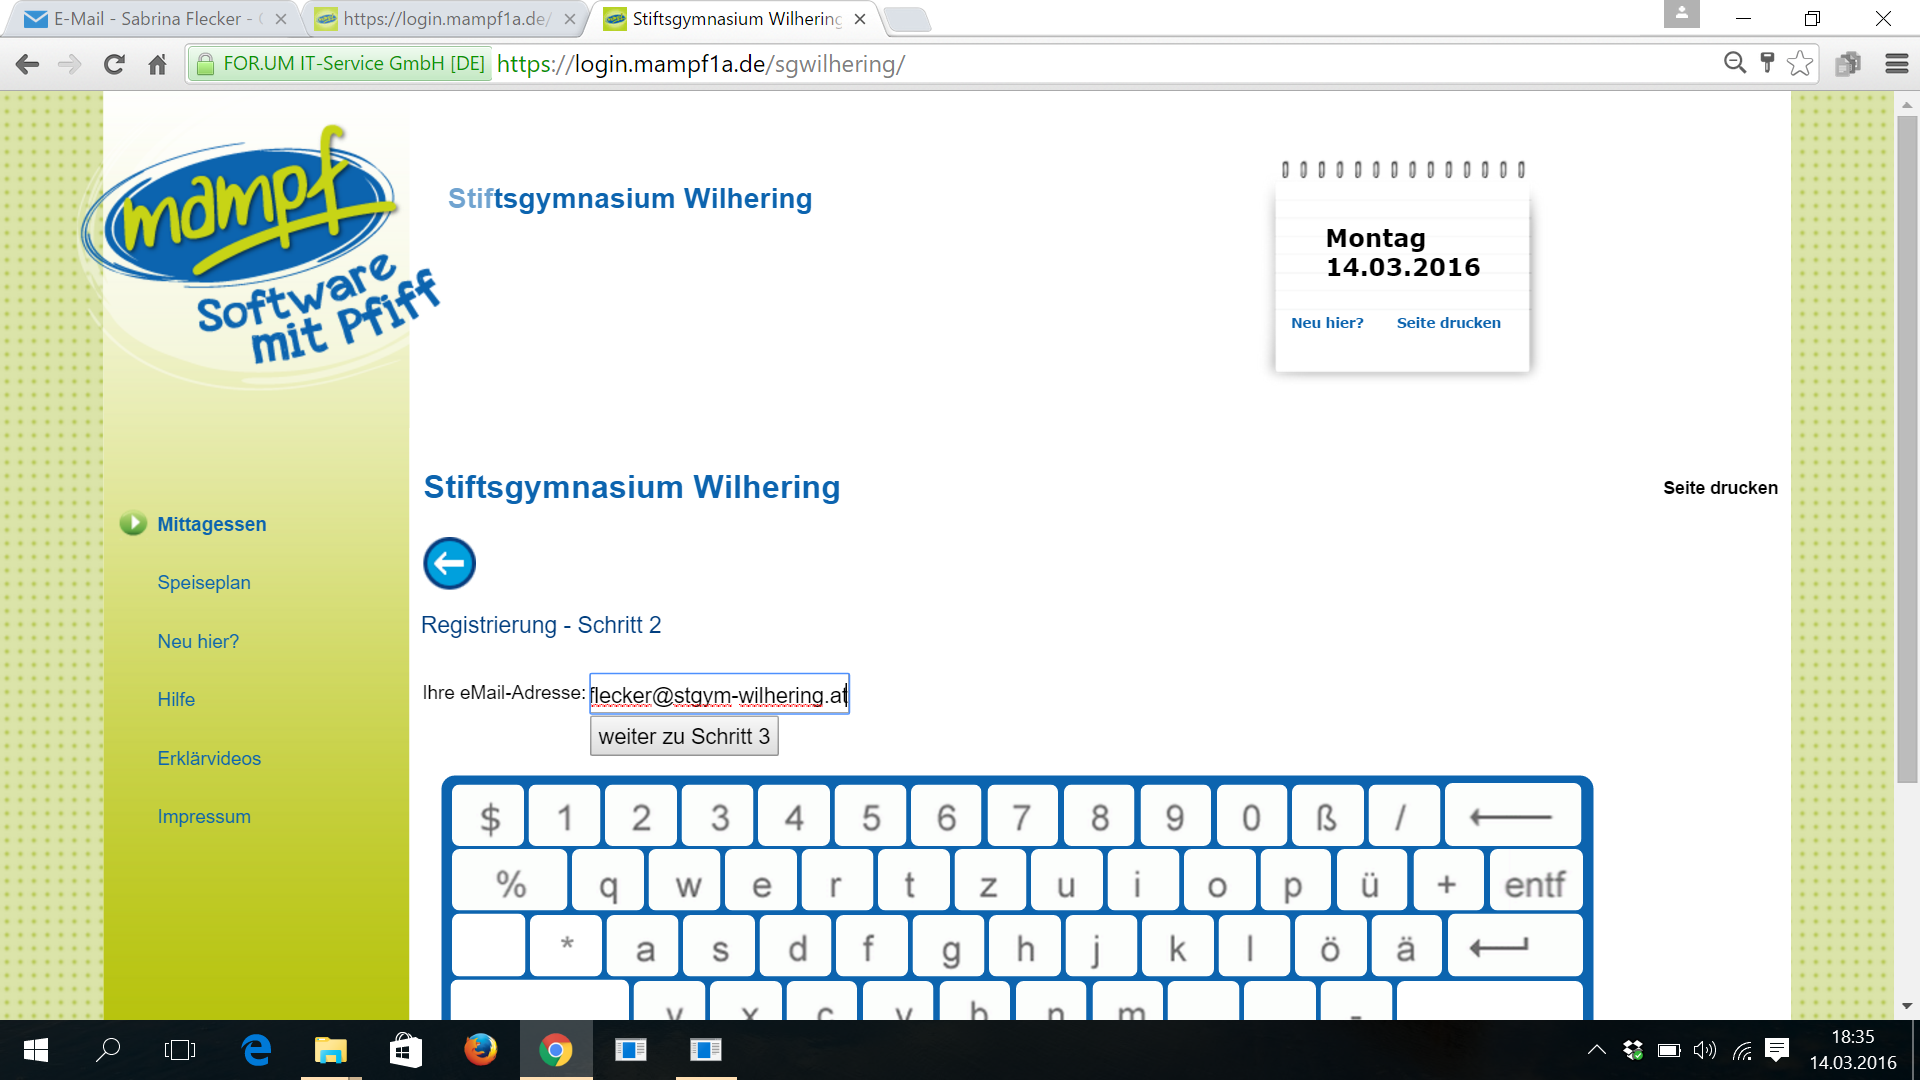 E-Mail - Sabrina Flecker -
https://login.mampf1a.de/
Stiftsgymnasium Wilhering
FOR.UM IT-Service GmbH [DE]
https://login.mampf1a.de/sgwilhering/
mampf
Software
mit Pfiff
Stiftsgymnasium Wilhering
Montag
14.03.2016
Neu hier?
Seite drucken
Stiftsgymnasium Wilhering
Seite drucken
Mittagessen
Speiseplan
Neu hier?
Hilfe
Erklärvideos
Impressum
Registrierung - Schritt 2
Ihre eMail-Adresse: flecker@stgym-wilhering.at
weiter zu Schritt 3
$ 1 2 3 4 5 6 7 8 9 0 ß /
% q w e r t z u i o p ü + entf
* a s d f g h j k l ö ä
y x c v b n m -
18:35
14.03.2016